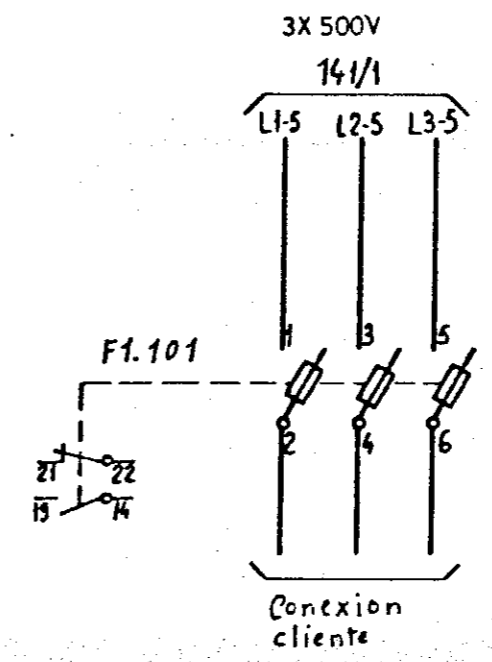 3X 500V
141/1
L1-5 L2-5 L3-5
1 3 5
F1.101
2 4 6
21 22
13 14
Conexion
cliente